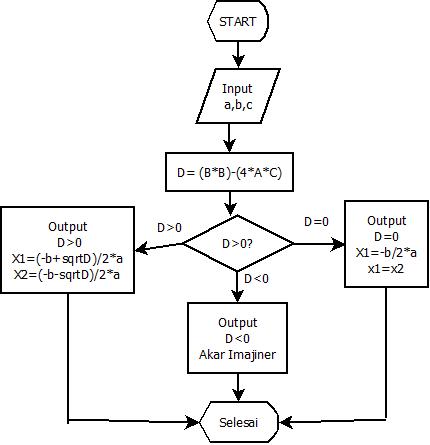 START
Input
a,b,c
D= (B*B)-(4*A*C)
D>0
D>0?
D=0
D<0
Output
D>0
X1=(-b+sqrtD)/2*a
X2=(-b-sqrtD)/2*a
Output
D=0
X1=-b/2*a
x1=x2
Output
D<0
Akar Imajiner
Selesai